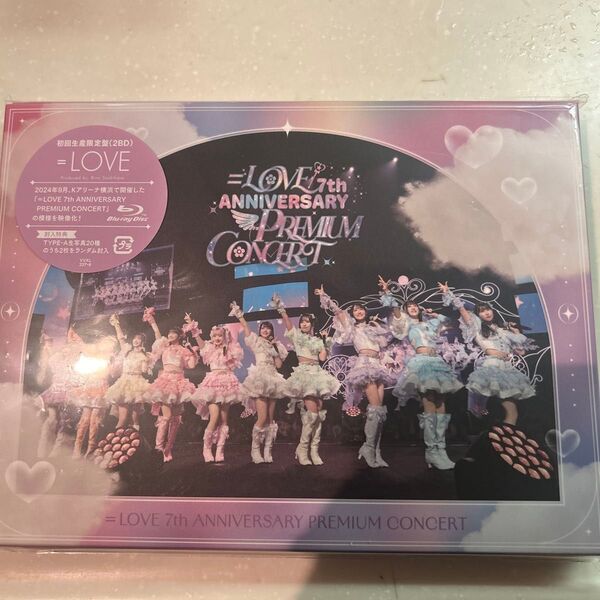 初回生産限定盤(2BD)
=LOVE
Produced by Rino Sashihara
2024年9月、Kアリーナ横浜で開催した
「=LOVE 7th ANNIVERSARY
PREMIUM CONCERT」
の模様を映像化!
Blu-ray Disc
封入特典
TYPE-A生写真20種
のうち2枚をランダム封入
=LOVE 7th
ANNIVERSARY
PREMIUM
CONCERT
=LOVE 7th ANNIVERSARY PREMIUM CONCERT